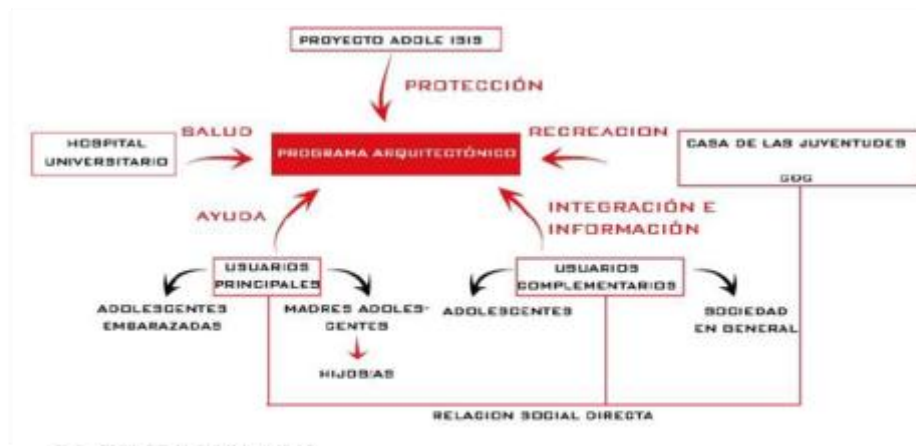 PROYECTO ADOLE ISIS
PROTECCIÓN
SALUD
RECREACION
HOSPITAL
UNIVERSITARIO
PROGRAMA ARQUITECTÓNICO
CASA DE LAS JUVENTUDES
AYUDA
INTEGRACIÓN E
INFORMACIÓN
USUARIOS
PRINCIPALES
USUARIOS
COMPLEMENTARIOS
ADOLESCENTES
EMBARAZADAS
MADRES ADOLES-
CENTES
ADOLESCENTES
SOCIEDAD
EN GENERAL
HIJOS/AS
RELACION SOCIAL DIRECTA